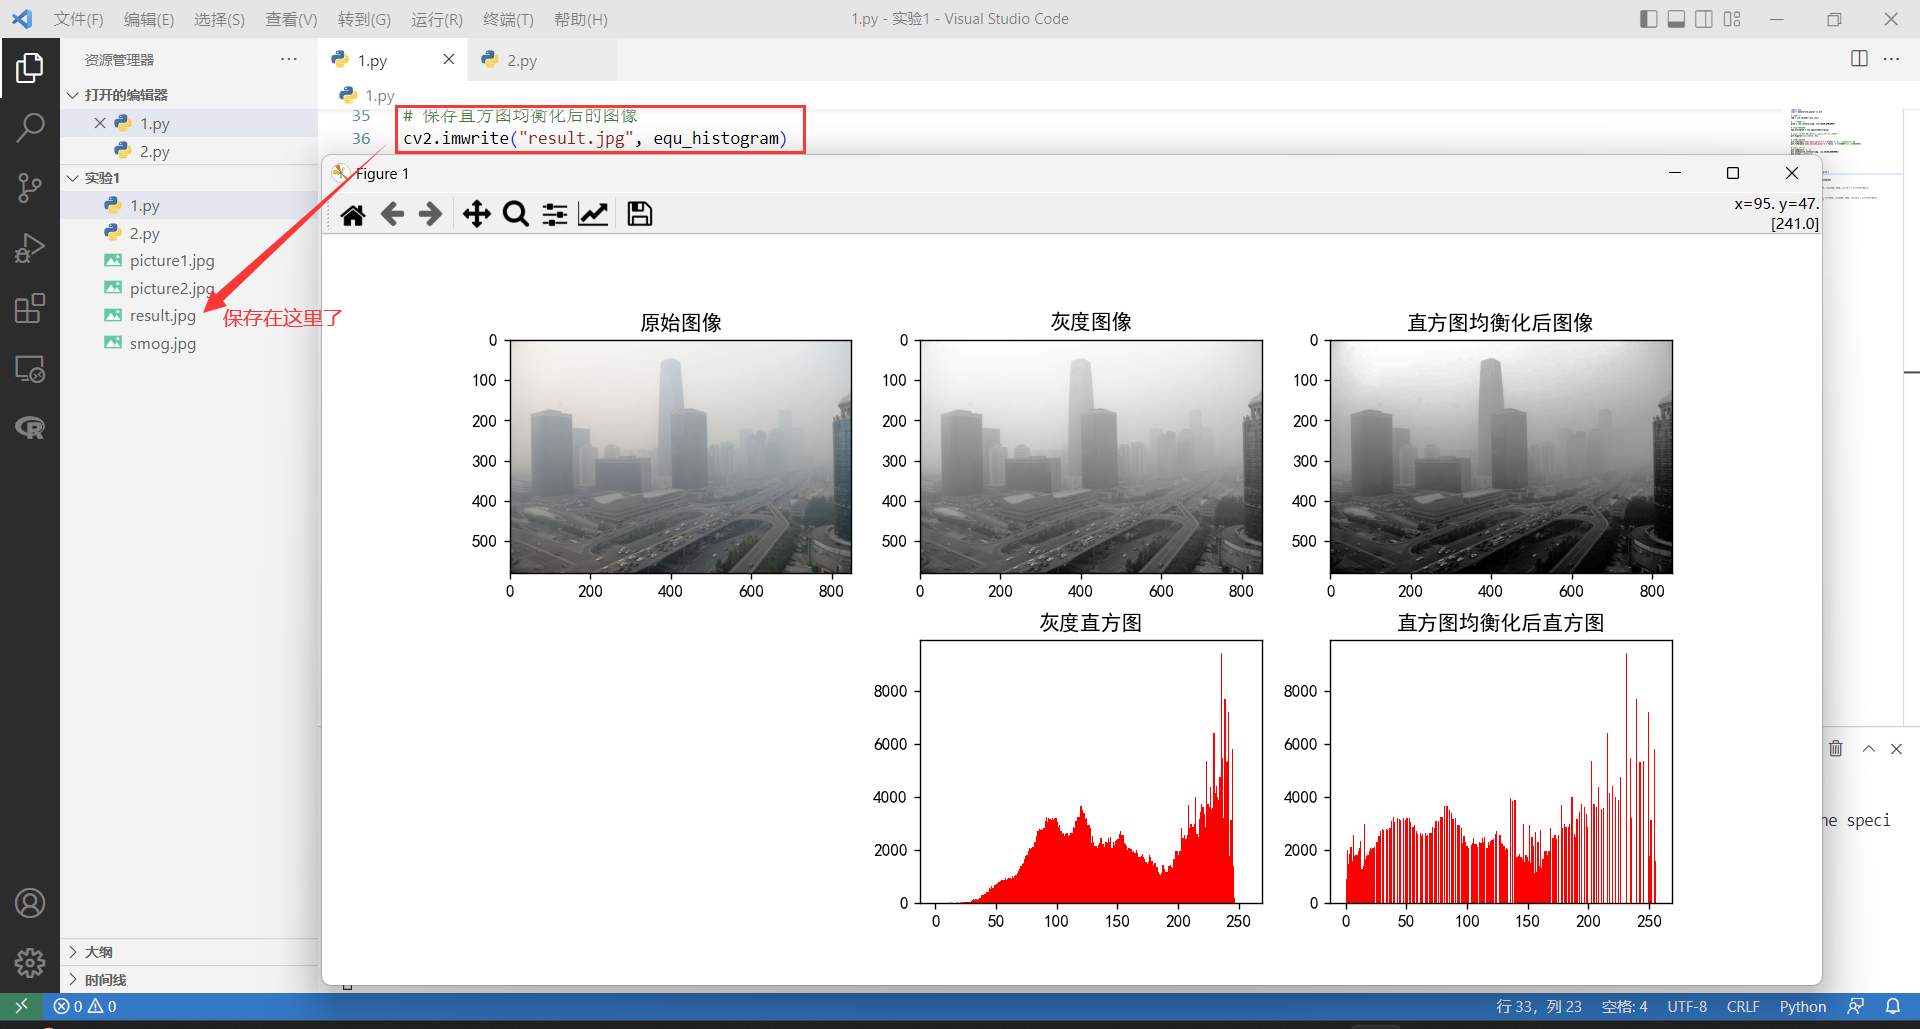 文件(F) 编辑(E) 选择(S) 查看(V) 转到(G) 运行(R) 终端(T) 帮助(H) 1.py - 实验1 - Visual Studio Code
资源管理器 ··· 1.py 2.py
打开的编辑器
1.py
2.py
实验1
1.py
2.py
picture1.jpg
picture2.jpg
result.jpg
smog.jpg
保存在这里了
1.py
35 # 保存直方图均衡化后的图像
36 cv2.imwrite("result.jpg", equ_histogram)
Figure 1
x=95. y=47.
[241.0]
原始图像
0
100
200
300
400
500
0 200 400 600 800
灰度图像
0
100
200
300
400
500
0 200 400 600 800
直方图均衡化后图像
0
100
200
300
400
500
0 200 400 600 800
灰度直方图
8000
6000
4000
2000
0
0 50 100 150 200 250
直方图均衡化后直方图
8000
6000
4000
2000
0
0 50 100 150 200 250
speci
大纲
时间线
0 0 行 33, 列 23 空格: 4 UTF-8 CRLF Python